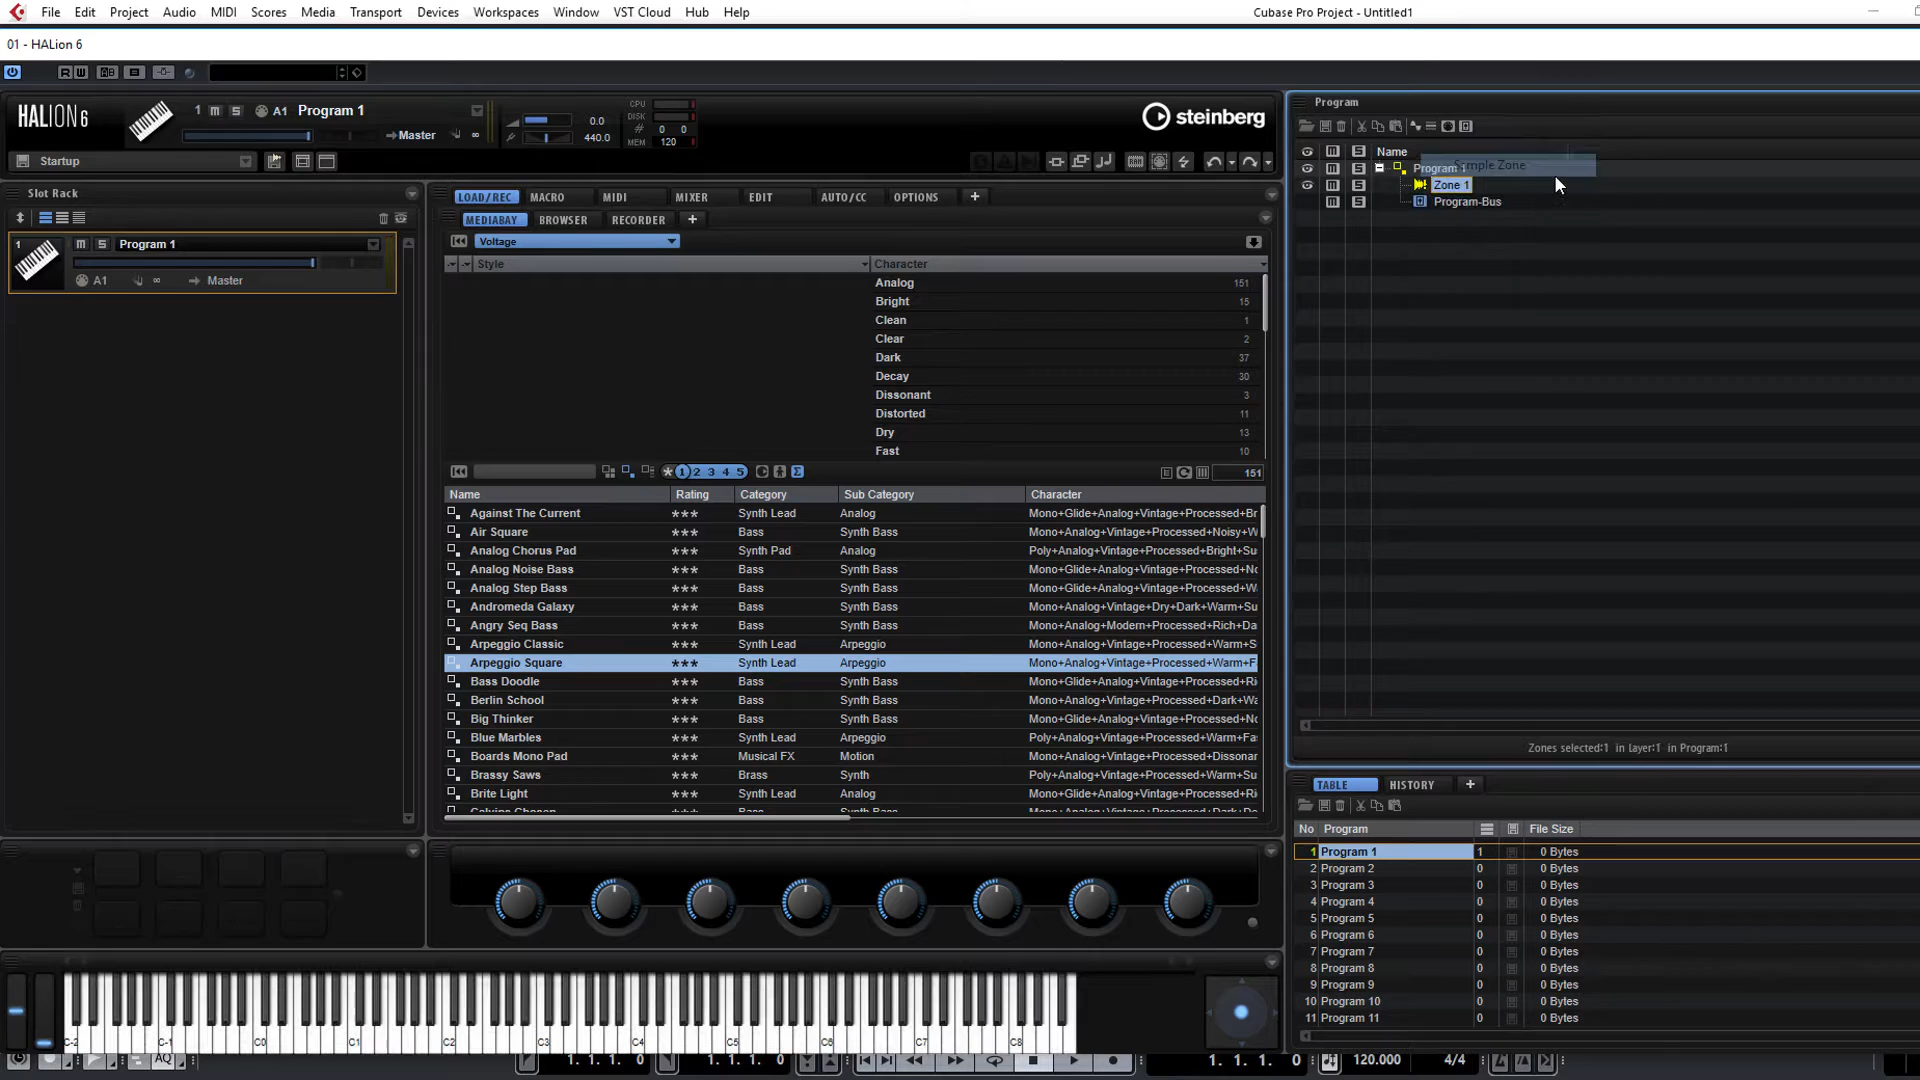 File Edit Project Audio MIDI Scores Media Transport Devices Workspaces Window VST Cloud Hub Help
Cubase Pro Project - Untitled1
01 - HALion 6
R W
HALION6
1 m S A1 Program 1
Master ∞
0.0
440.0
CPU
DISK
# 0 0
MEM 120
steinberg
Startup
Slot Rack
1 m S Program 1
A1 ∞ Master
LOAD/REC MACRO MIDI MIXER EDIT AUTO/CC OPTIONS +
MEDIABAY BROWSER RECORDER +
Voltage
Style Character
Analog 151
Bright 15
Clean 1
Clear 2
Dark 37
Decay 30
Dissonant 3
Distorted 11
Dry 13
Fast 10
1 2 3 4 5 Σ 151
Name Rating Category Sub Category Character
Against The Current *** Synth Lead Analog Mono+Glide+Analog+Vintage+Processed+Br
Air Square *** Bass Synth Bass Mono+Analog+Vintage+Processed+Noisy+W
Analog Chorus Pad *** Synth Pad Analog Poly+Analog+Vintage+Processed+Bright+Su
Analog Noise Bass *** Bass Synth Bass Mono+Glide+Analog+Vintage+Processed+No
Analog Step Bass *** Bass Synth Bass Mono+Glide+Analog+Vintage+Processed+W
Andromeda Galaxy *** Bass Synth Bass Mono+Analog+Vintage+Dry+Dark+Warm+Su
Angry Seq Bass *** Bass Synth Bass Mono+Analog+Modern+Processed+Rich+Da
Arpeggio Classic *** Synth Lead Arpeggio Mono+Analog+Vintage+Processed+Warm+S
Arpeggio Square *** Synth Lead Arpeggio Mono+Analog+Vintage+Processed+Warm+F
Bass Doodle *** Bass Synth Bass Mono+Glide+Analog+Vintage+Processed+Ri
Berlin School *** Bass Synth Bass Mono+Analog+Vintage+Processed+Dark+Wa
Big Thinker *** Bass Synth Bass Mono+Glide+Analog+Vintage+Processed+Ri
Blue Marbles *** Synth Lead Arpeggio Poly+Analog+Vintage+Processed+Warm+Fa
Boards Mono Pad *** Musical FX Motion Mono+Analog+Vintage+Processed+Dissonar
Brassy Saws *** Brass Synth Poly+Analog+Vintage+Processed+Warm+Su
Brite Light *** Synth Lead Analog Mono+Glide+Analog+Vintage+Processed+Ri
Program
m S Name
m S Program 1
Sample Zone
m S Zone 1
m S Program-Bus
Zones selected:1 in Layer:1 in Program:1
TABLE HISTORY +
No Program File Size
1 Program 1 1 0 Bytes
2 Program 2 0 0 Bytes
3 Program 3 0 0 Bytes
4 Program 4 0 0 Bytes
5 Program 5 0 0 Bytes
6 Program 6 0 0 Bytes
7 Program 7 0 0 Bytes
8 Program 8 0 0 Bytes
9 Program 9 0 0 Bytes
10 Program 10 0 0 Bytes
11 Program 11 0 0 Bytes
C-2 C-1 C0 C1 C2 C3 C4 C5 C6 C7 C8
AQ 1. 1. 1. 0 1. 1. 1. 0 1. 1. 1. 0 120.000 4/4